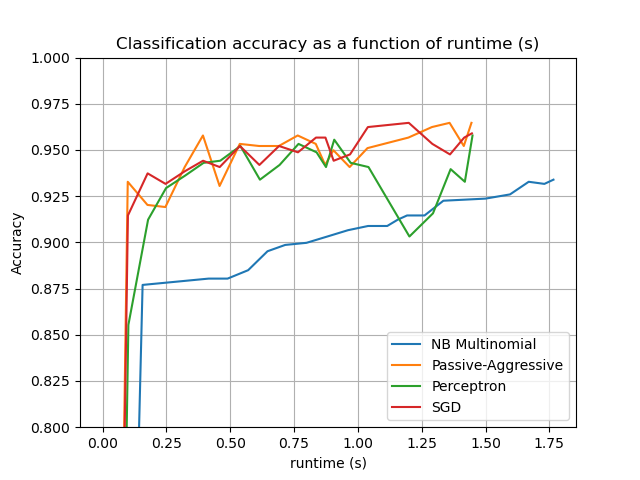 Classification accuracy as a function of runtime (s)
1.000
0.975
0.950
0.925
0.900
0.875
0.850
0.825
0.800
Accuracy
NB Multinomial
Passive-Aggressive
Perceptron
SGD
0.00 0.25 0.50 0.75 1.00 1.25 1.50 1.75
runtime (s)